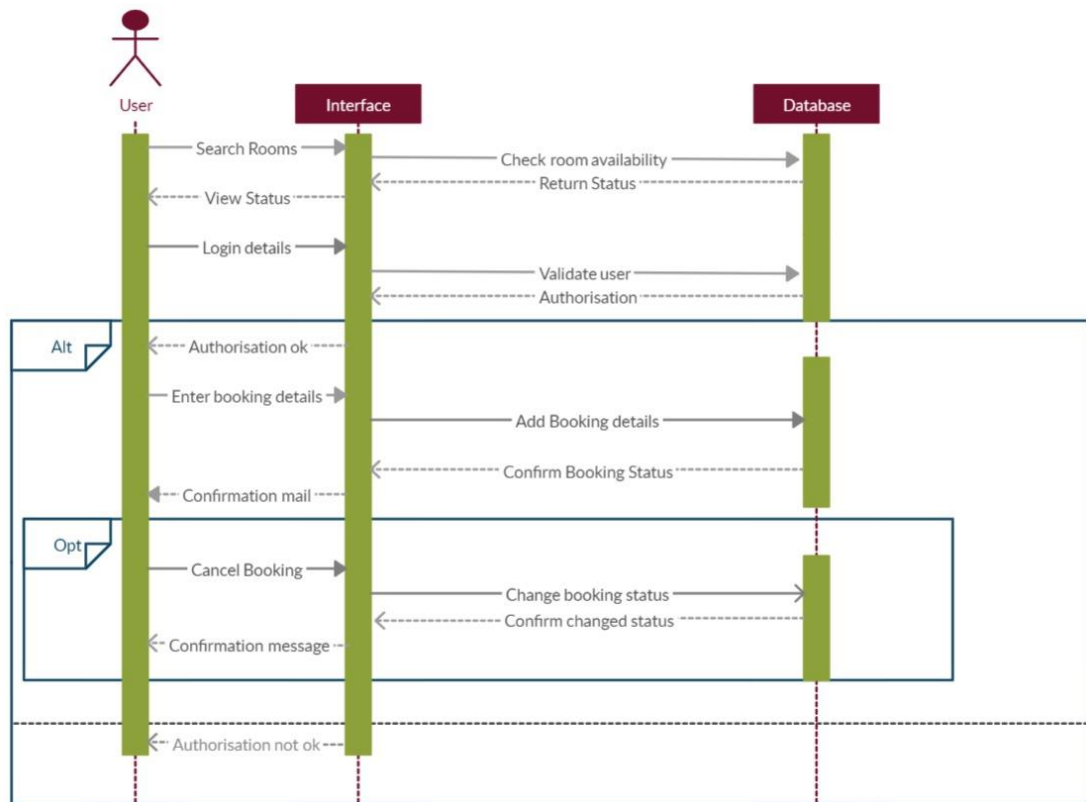 User
Interface
Database
Search Rooms
Check room availability
Return Status
View Status
Login details
Validate user
Authorisation
Alt
Authorisation ok
Enter booking details
Add Booking details
Confirm Booking Status
Confirmation mail
Opt
Cancel Booking
Change booking status
Confirm changed status
Confirmation message
Authorisation not ok